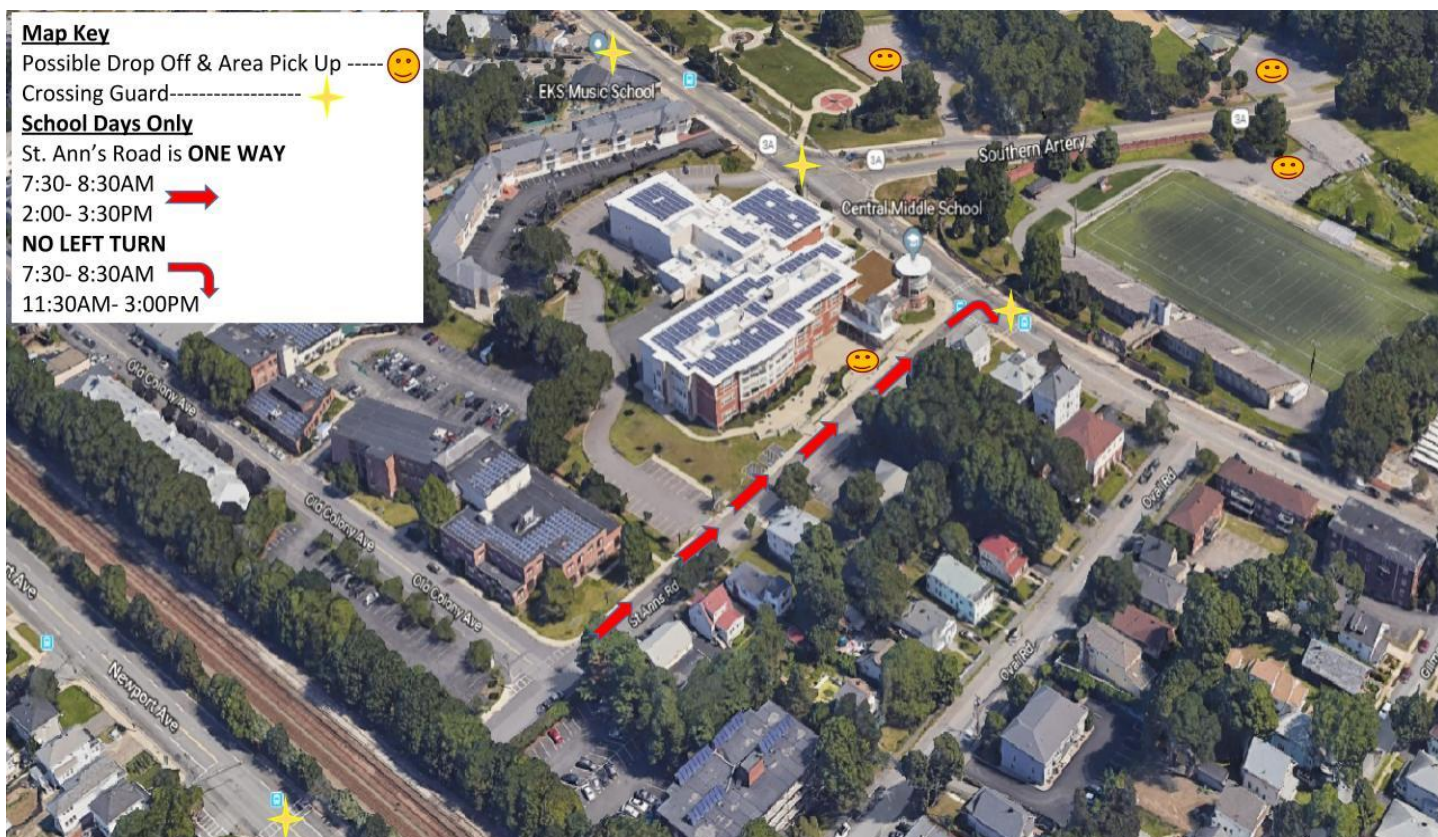 Map Key
Possible Drop Off & Area Pick Up -----
Crossing Guard------------------
School Days Only
St. Ann's Road is ONE WAY
7:30- 8:30AM
2:00- 3:30PM
NO LEFT TURN
7:30- 8:30AM
11:30AM- 3:00PM
EKS Music School
3A
3A
3A
Southern Artery
Central Middle School
Old Colony Ave
Old Colony Ave
Old Colony Ave
St Anns Rd
Oval Rd
Oval Rd
Newport Ave